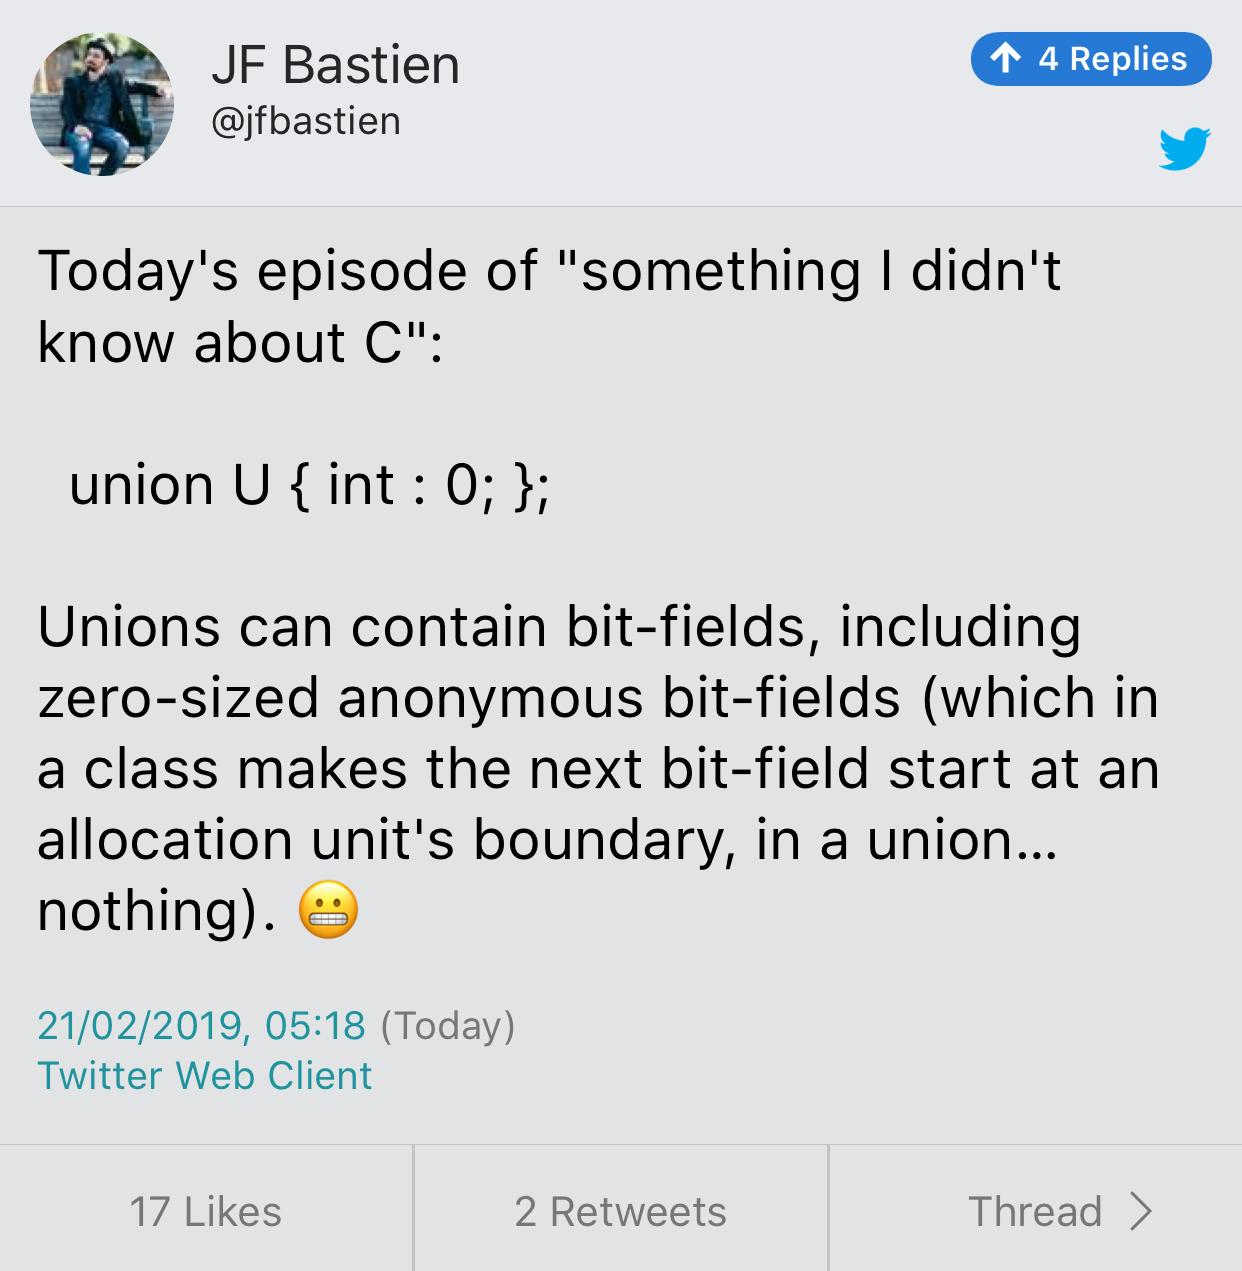 JF Bastien
@jfbastien
4 Replies
Today's episode of "something I didn't
know about C":
union U { int : 0; };
Unions can contain bit-fields, including
zero-sized anonymous bit-fields (which in
a class makes the next bit-field start at an
allocation unit's boundary, in a union...
nothing). 😬
21/02/2019, 05:18 (Today)
Twitter Web Client
17 Likes
2 Retweets
Thread